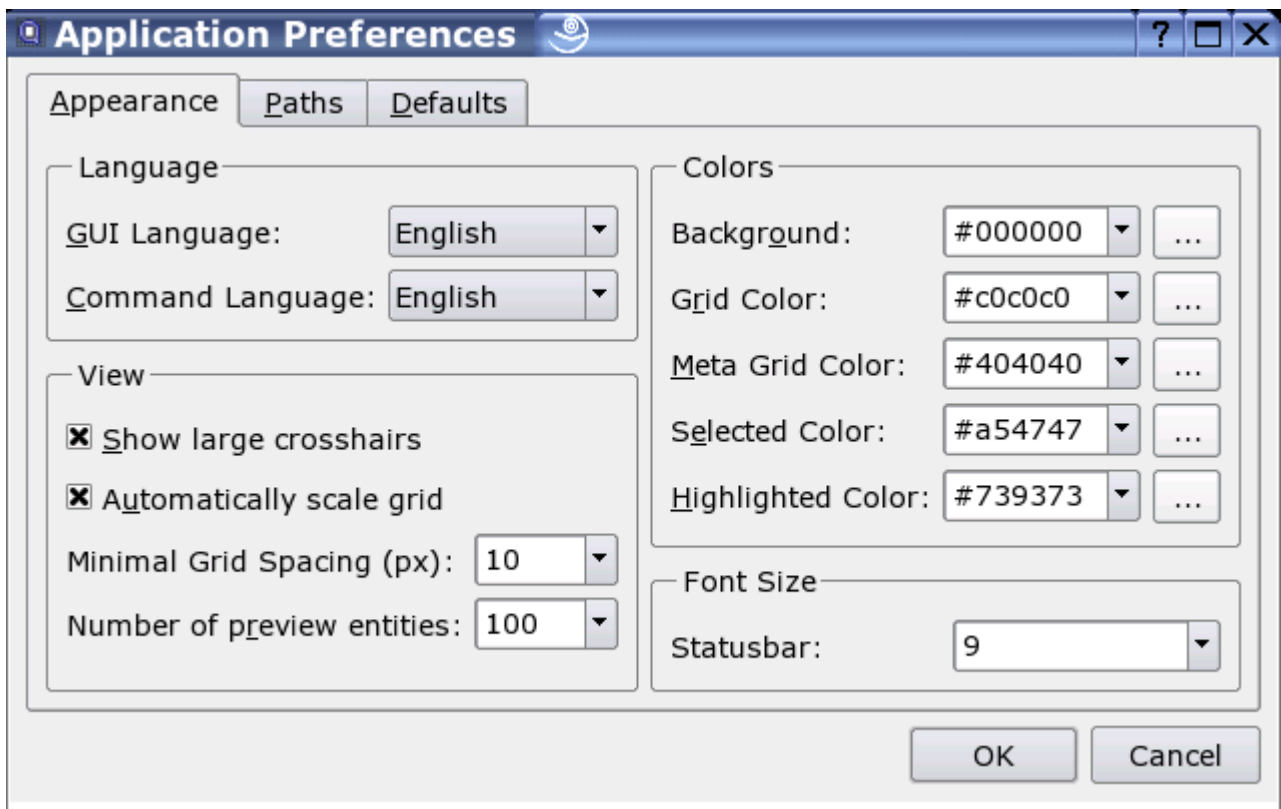 Application Preferences
?
Appearance Paths Defaults
Language
GUI Language: English
Command Language: English
View
Show large crosshairs
Automatically scale grid
Minimal Grid Spacing (px): 10
Number of preview entities: 100
Colors
Background: #000000 ...
Grid Color: #c0c0c0 ...
Meta Grid Color: #404040 ...
Selected Color: #a54747 ...
Highlighted Color: #739373 ...
Font Size
Statusbar: 9
OK Cancel